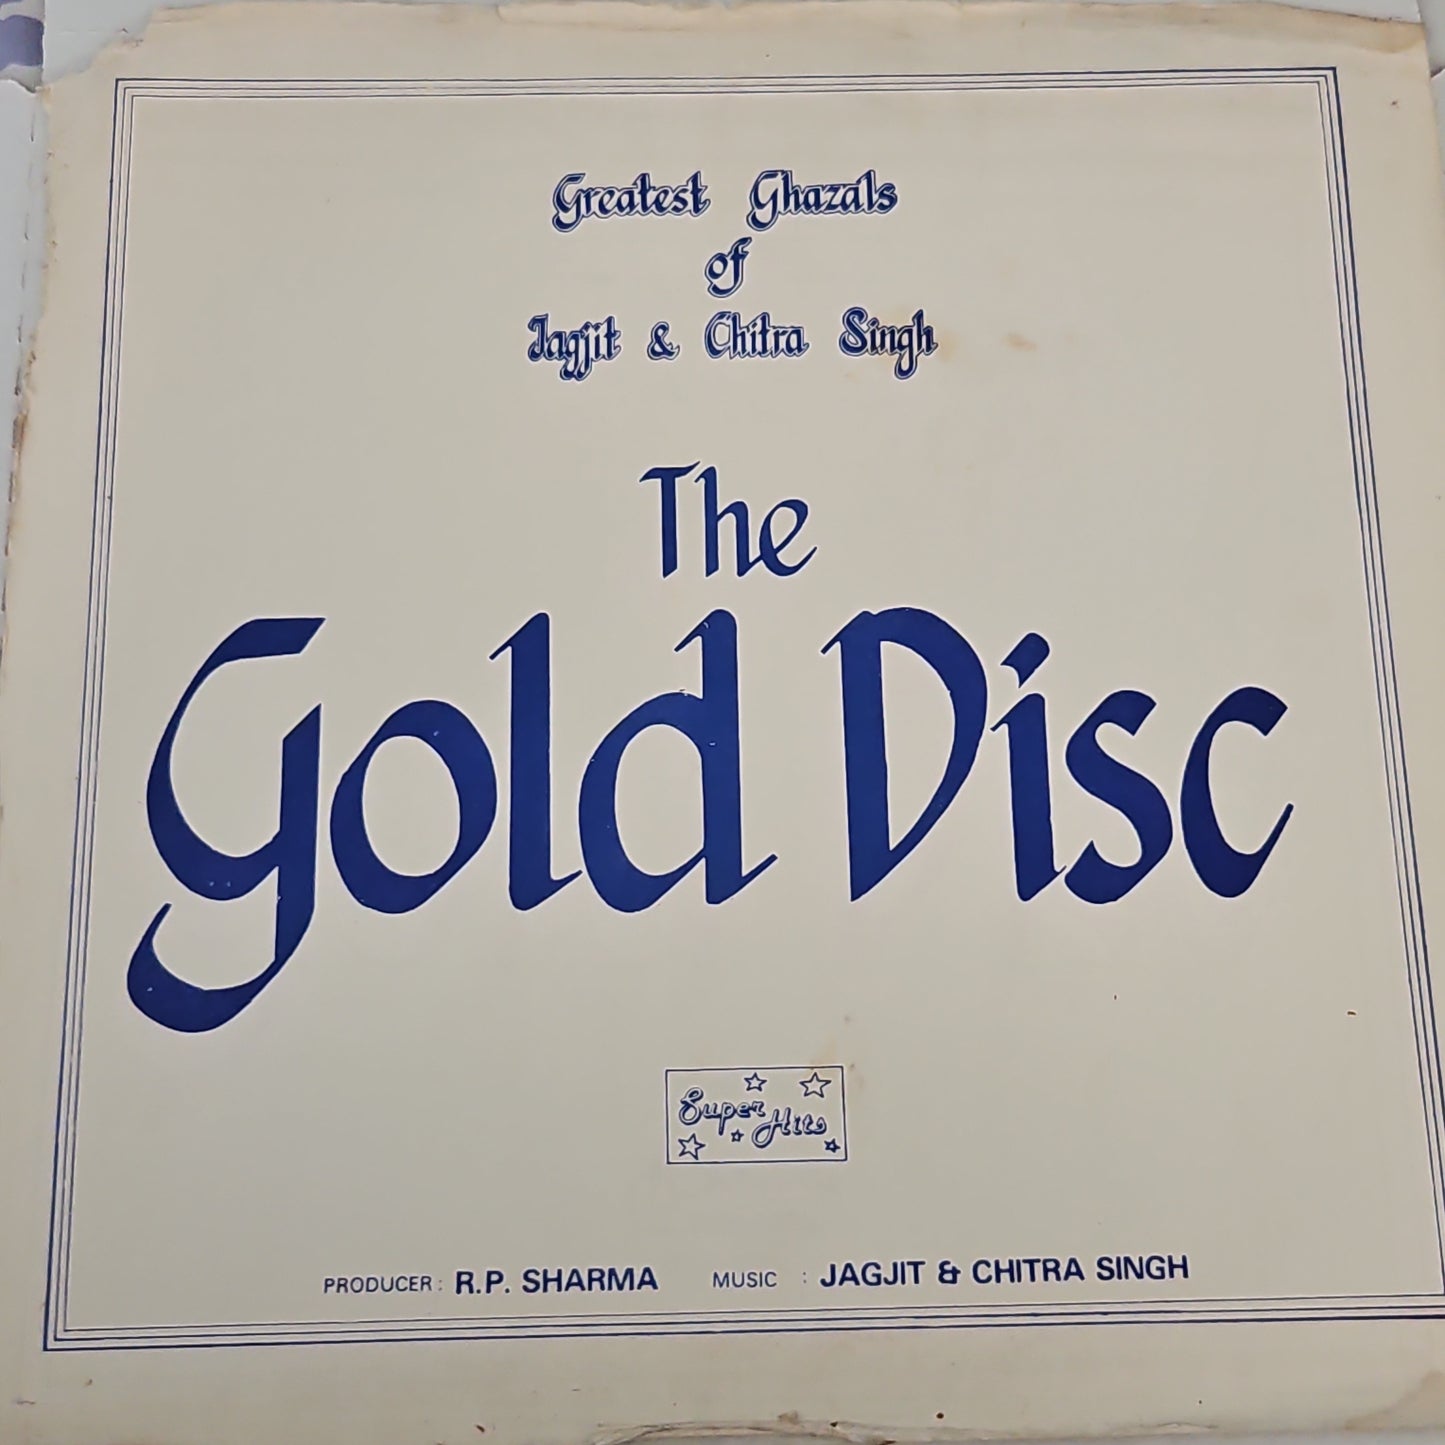 Greatest Ghazals
of
Jagjit & Chitra Singh
The
Gold Disc
Super
Hits
PRODUCER : R.P. SHARMA MUSIC : JAGJIT & CHITRA SINGH